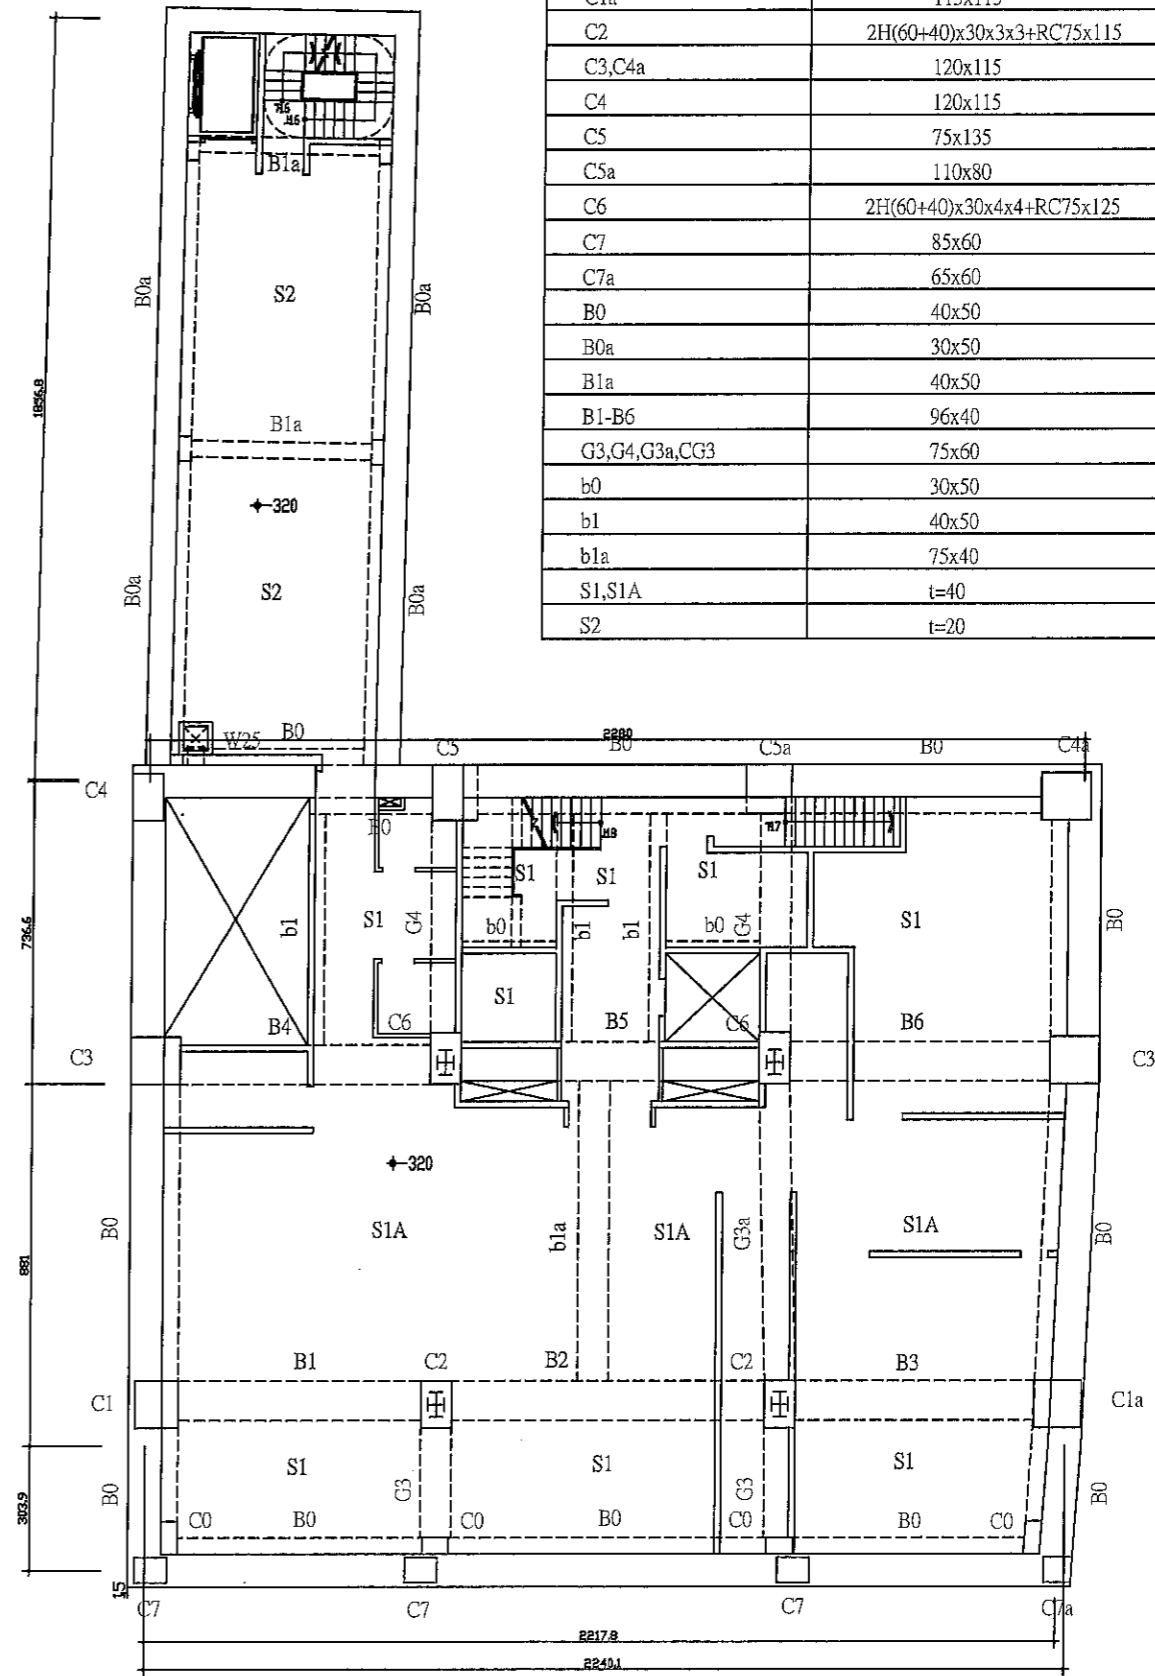 C1a 115x115
C2 2H(60+40)x30x3x3+RC75x115
C3,C4a 120x115
C4 120x115
C5 75x135
C5a 110x80
C6 2H(60+40)x30x4x4+RC75x125
C7 85x60
C7a 65x60
B0 40x50
B0a 30x50
B1a 40x50
B1-B6 96x40
G3,G4,G3a,CG3 75x60
b0 30x50
b1 40x50
b1a 75x40
S1,S1A t=40
S2 t=20
B1a
B0a S2 B0a
1856.8
B1a
320
B0a S2 B0a
W25 B0 C5 2280 B0 C5a B0 C4a
C4
B0
S1 S1 S1
736.6 b1 S1 G4 b0 b1 b1 b0 G4 S1 B0
S1
B4 C6 B5 C6 B6
C3 C3
320
B0 S1A b1a S1A G3a S1A B0
881
B1 C2 B2 C2 B3
C1 C1a
S1 S1 S1
303.9 B0 G3 G3 B0
C0 B0 C0 B0 C0 B0 C0
15
C7 C7 C7 C7a
2217.8
2240.1